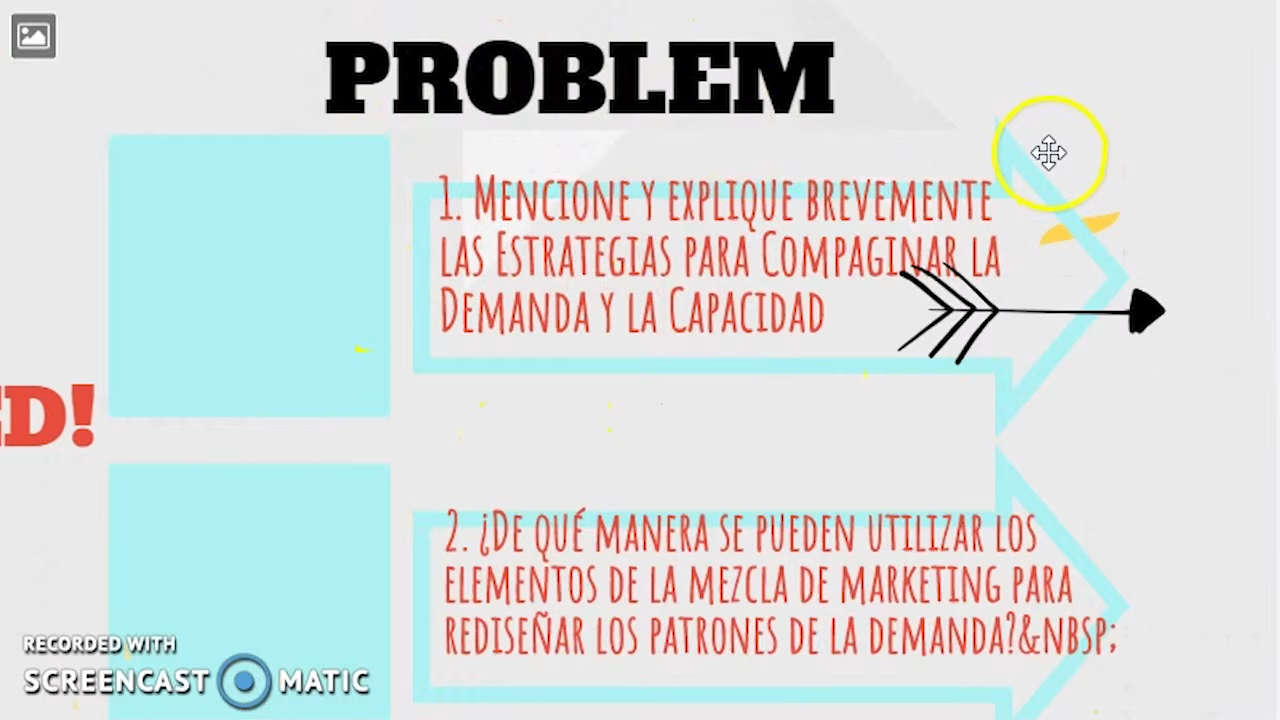 PROBLEM
1. Mencione y explique brevemente
las Estrategias para Compaginar la
Demanda y la Capacidad
ED!
2. ¿De qué manera se pueden utilizar los
elementos de la mezcla de marketing para
rediseñar los patrones de la demanda?&nbsp;
RECORDED WITH
SCREENCAST MATIC